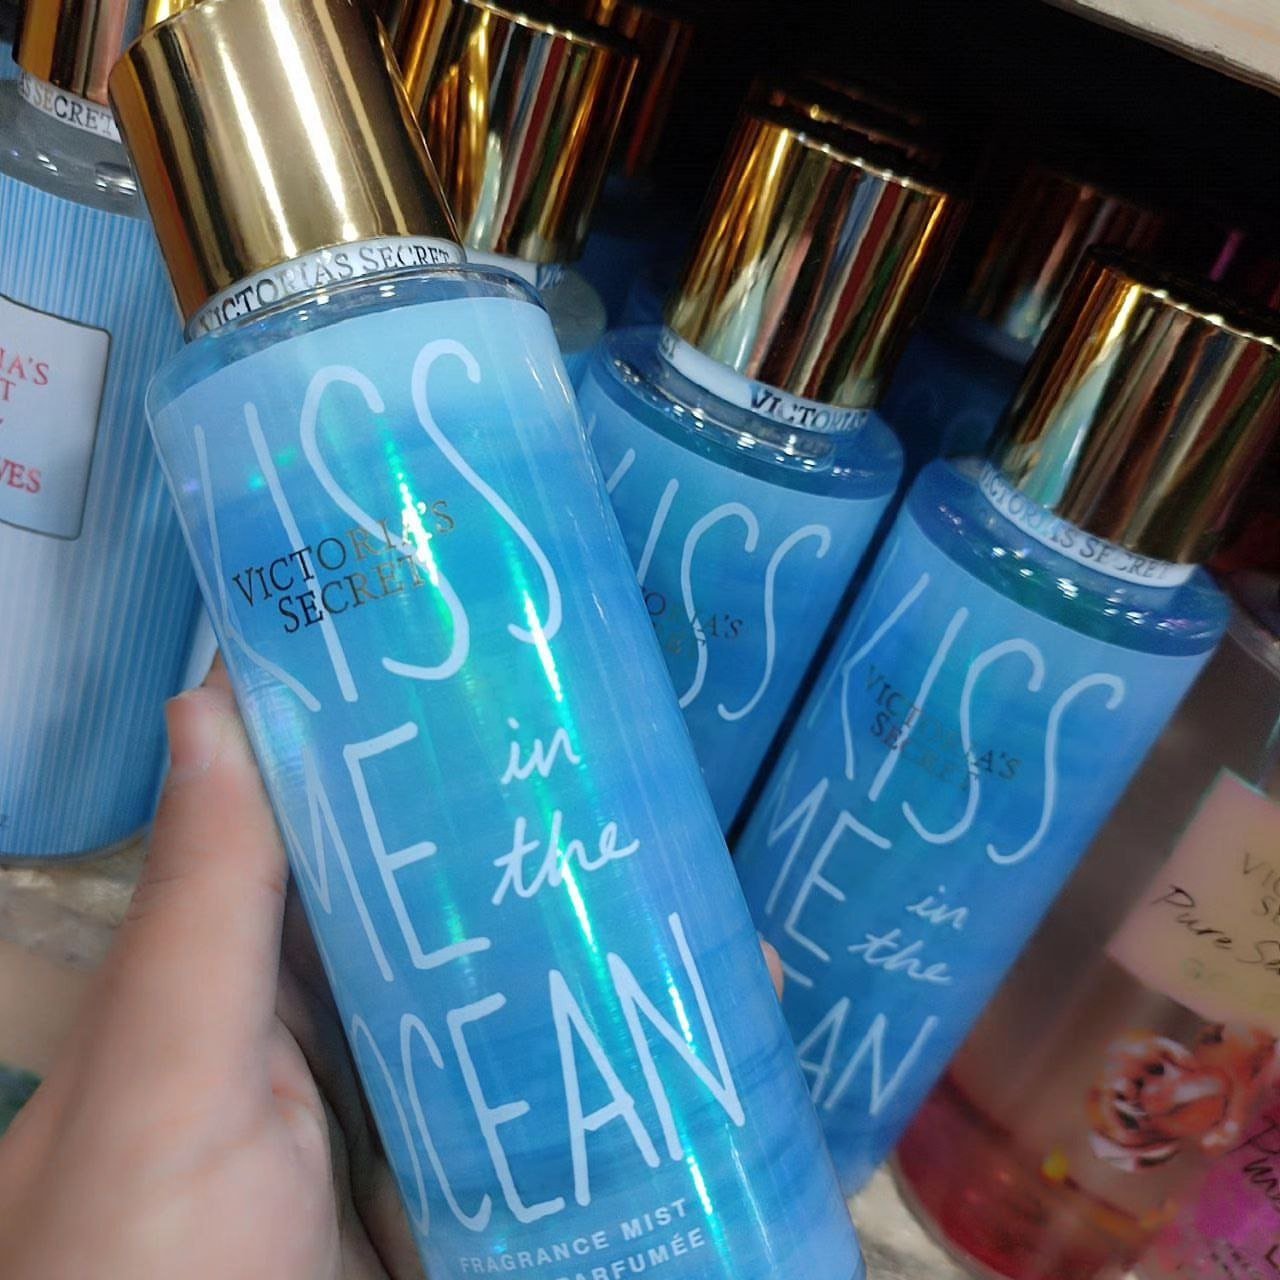 VICTORIA'S SECRET
KISS
VICTORIA'S
SECRET
ME in
the
OCEAN
FRAGRANCE MIST
PARFUMÉE
VICTORIA'S
KISS
ME
VICTORIA'S SECRET
KISS
VICTORIA'S
SECRET
ME in
the
SECRET
Pure